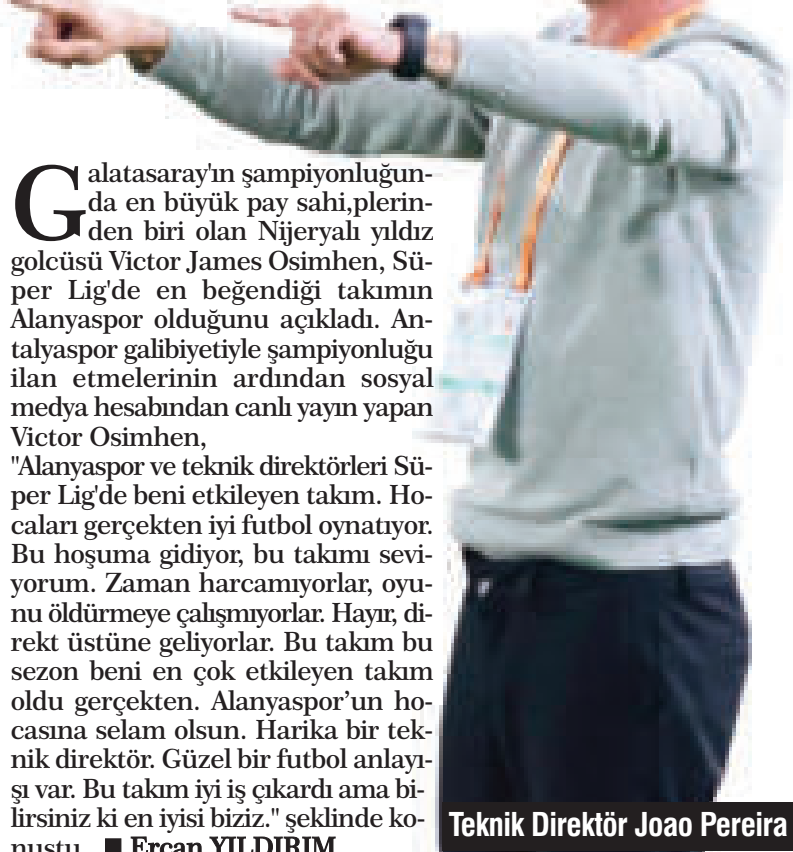 Galatasaray'ın şampiyonluğun-
da en büyük pay sahi,plerin-
den biri olan Nijeryalı yıldız
golcüsü Victor James Osimhen, Sü-
per Lig'de en beğendiği takımın
Alanyaspor olduğunu açıkladı. An-
talyaspor galibiyetiyle şampiyonluğu
ilan etmelerinin ardından sosyal
medya hesabından canlı yayın yapan
Victor Osimhen,
"Alanyaspor ve teknik direktörleri Sü-
per Lig'de beni etkileyen takım. Ho-
caları gerçekten iyi futbol oynatıyor.
Bu hoşuma gidiyor, bu takımı sevi-
yorum. Zaman harcamıyorlar, oyu-
nu öldürmeye çalışmıyorlar. Hayır, di-
rekt üstüne geliyorlar. Bu takım bu
sezon beni en çok etkileyen takım
oldu gerçekten. Alanyaspor’un ho-
casına selam olsun. Harika bir tek-
nik direktör. Güzel bir futbol anlayı-
şı var. Bu takım iyi iş çıkardı ama bi-
lirsiniz ki en iyisi biziz." şeklinde ko-
nuştu. ■ Ercan YILDIRIM
Teknik Direktör Joao Pereira